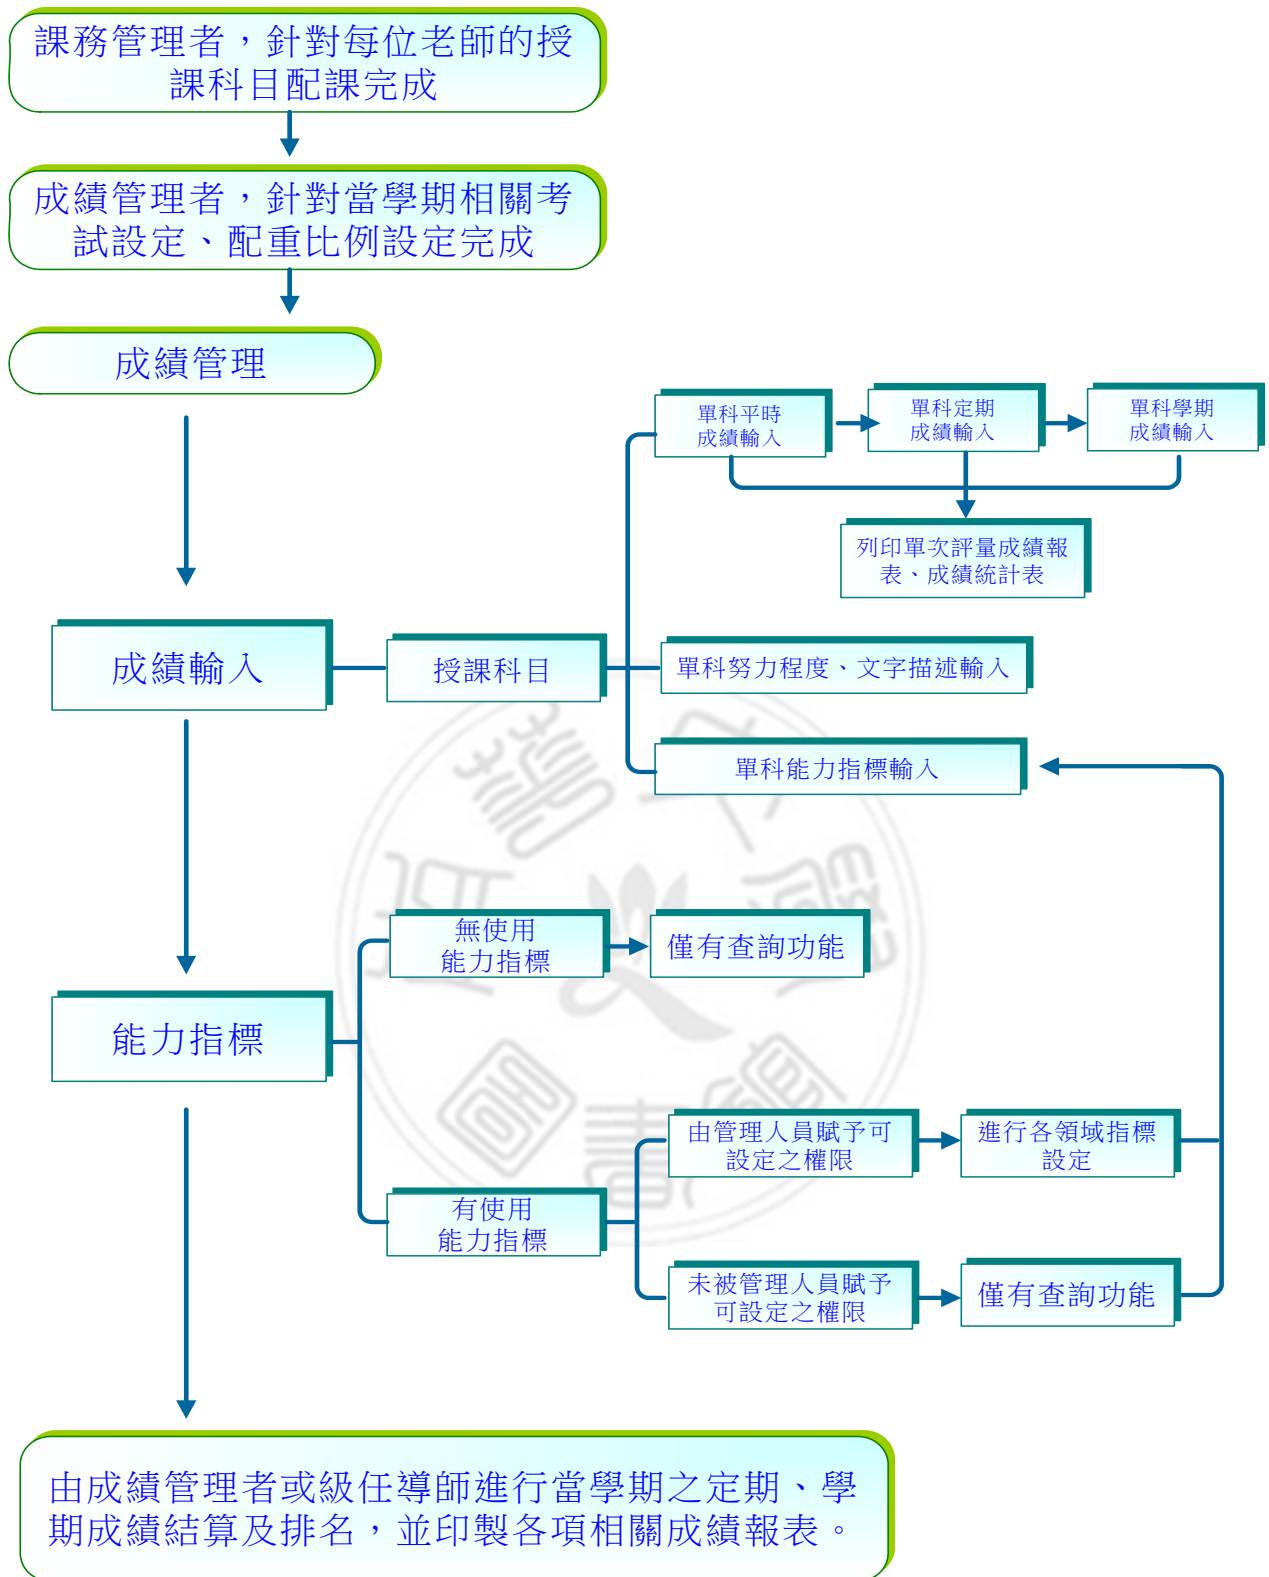 課務管理者，針對每位老師的授
課科目配課完成
成績管理者，針對當學期相關考
試設定、配重比例設定完成
成績管理
單科平時
成績輸入
單科定期
成績輸入
單科學期
成績輸入
列印單次評量成績報
表、成績統計表
成績輸入
授課科目
單科努力程度、文字描述輸入
單科能力指標輸入
無使用
能力指標
僅有查詢功能
能力指標
由管理人員賦予可
設定之權限
進行各領域指標
設定
有使用
能力指標
未被管理人員賦予
可設定之權限
僅有查詢功能
由成績管理者或級任導師進行當學期之定期、學
期成績結算及排名，並印製各項相關成績報表。